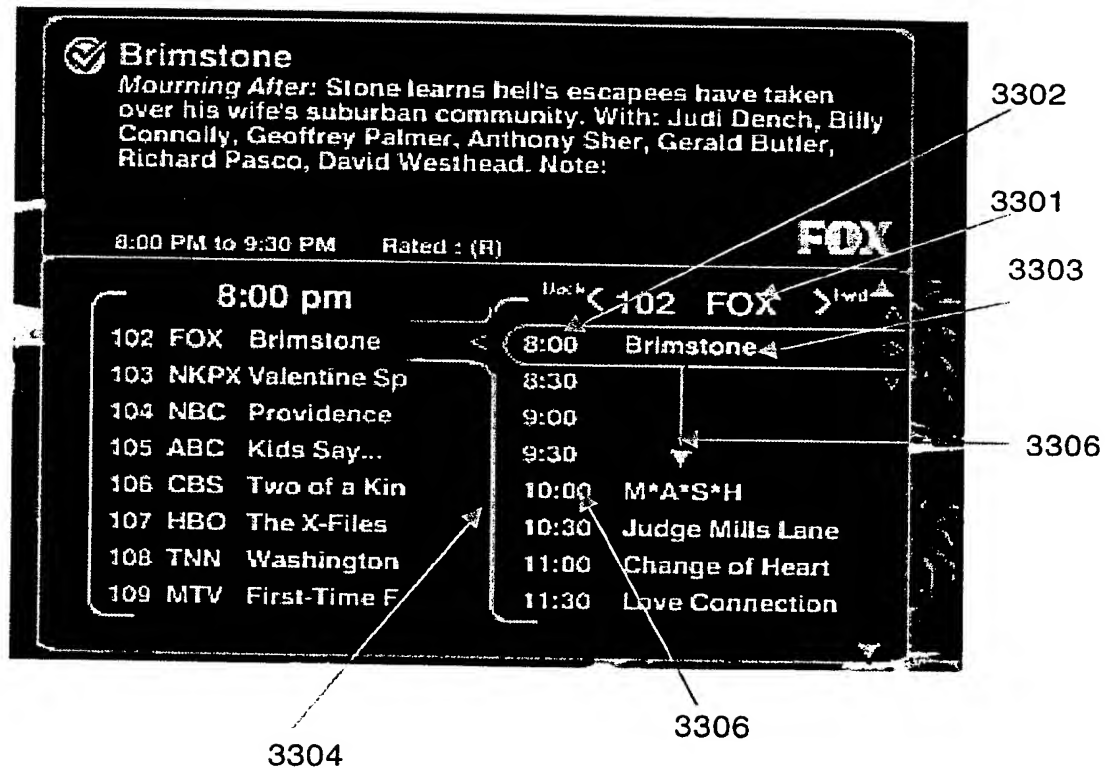 Brimstone
Mourning After: Stone learns hell's escapees have taken
over his wife's suburban community. With: Judi Dench, Billy
Connolly, Geoffrey Palmer, Anthony Sher, Gerald Butler,
Richard Pasco, David Westhead. Note:
8:00 PM to 9:30 PM Rated : (R)
FOX
8:00 pm
102 FOX Brimstone
103 NKPX Valentine Sp
104 NBC Providence
105 ABC Kids Say...
106 CBS Two of a Kin
107 HBO The X-Files
108 TNN Washington
109 MTV First-Time F
Back < 102 FOX > Fwd
8:00 Brimstone
8:30
9:00
9:30
10:00 M*A*S*H
10:30 Judge Mills Lane
11:00 Change of Heart
11:30 Love Connection
3302
3301
3303
3306
3306
3304